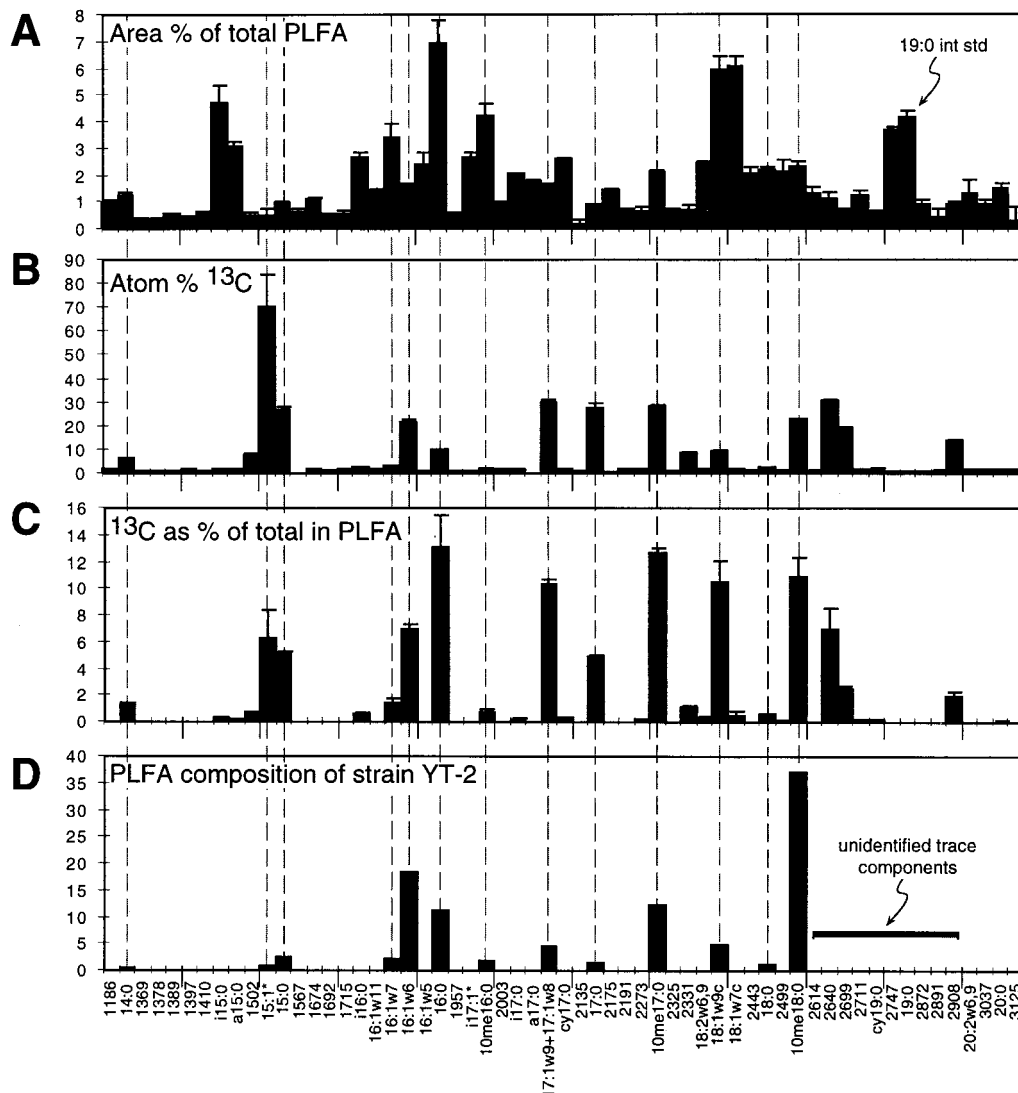 A
Area % of total PLFA
19:0 int std
8
7
6
5
4
3
2
1
0
B
Atom % 13C
90
80
70
60
50
40
30
20
10
0
C
13C as % of total in PLFA
16
14
12
10
8
6
4
2
0
D
PLFA composition of strain YT-2
unidentified trace
components
40
35
30
25
20
15
10
5
0
1186
14:0
1369
1378
1389
1397
1410
i15:0
a15:0
1502
15:1*
15:0
1567
1674
1692
1715
i16:0
16:1w11
16:1w7
16:1w6
16:1w5
16:0
1957
i17:1*
10me16:0
2003
i17:0
a17:0
17:1w9+17:1w8
cy17:0
2135
17:0
2175
2191
2273
10me17:0
2325
2331
18:2w6,9
18:1w9c
18:1w7c
2443
18:0
2499
10me18:0
2614
2640
2699
2711
cy19:0
2747
19:0
2872
2891
2908
20:2w6,9
3037
20:0
3125